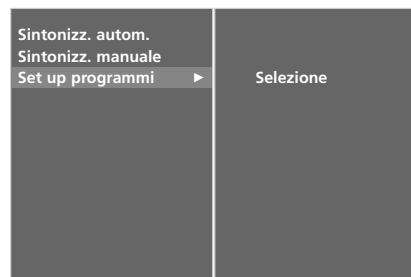 Sintonizz. autom.
Sintonizz. manuale
Set up programmi ►
Selezione